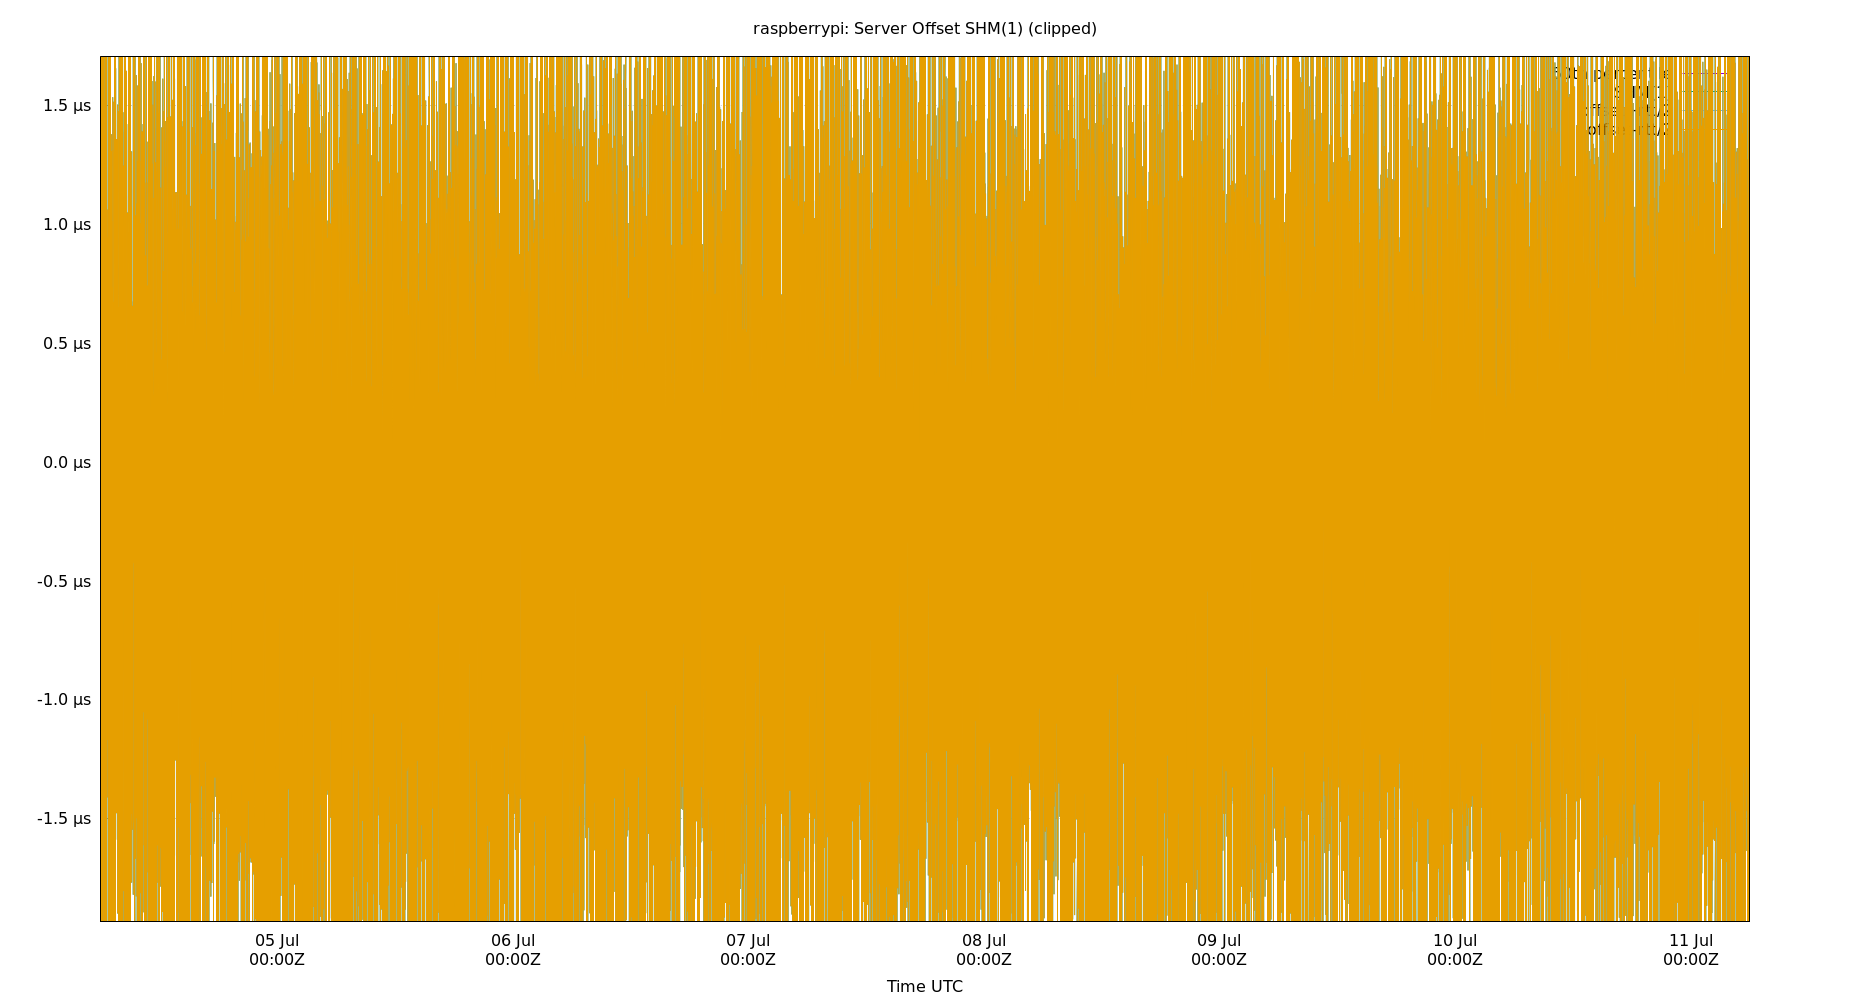 raspberrypi: Server Offset SHM(1) (clipped)
1.5 µs
1.0 µs
0.5 µs
0.0 µs
-0.5 µs
-1.0 µs
-1.5 µs
05 Jul 06 Jul 07 Jul 08 Jul 09 Jul 10 Jul 11 Jul
00:00Z 00:00Z 00:00Z 00:00Z 00:00Z 00:00Z 00:00Z
Time UTC